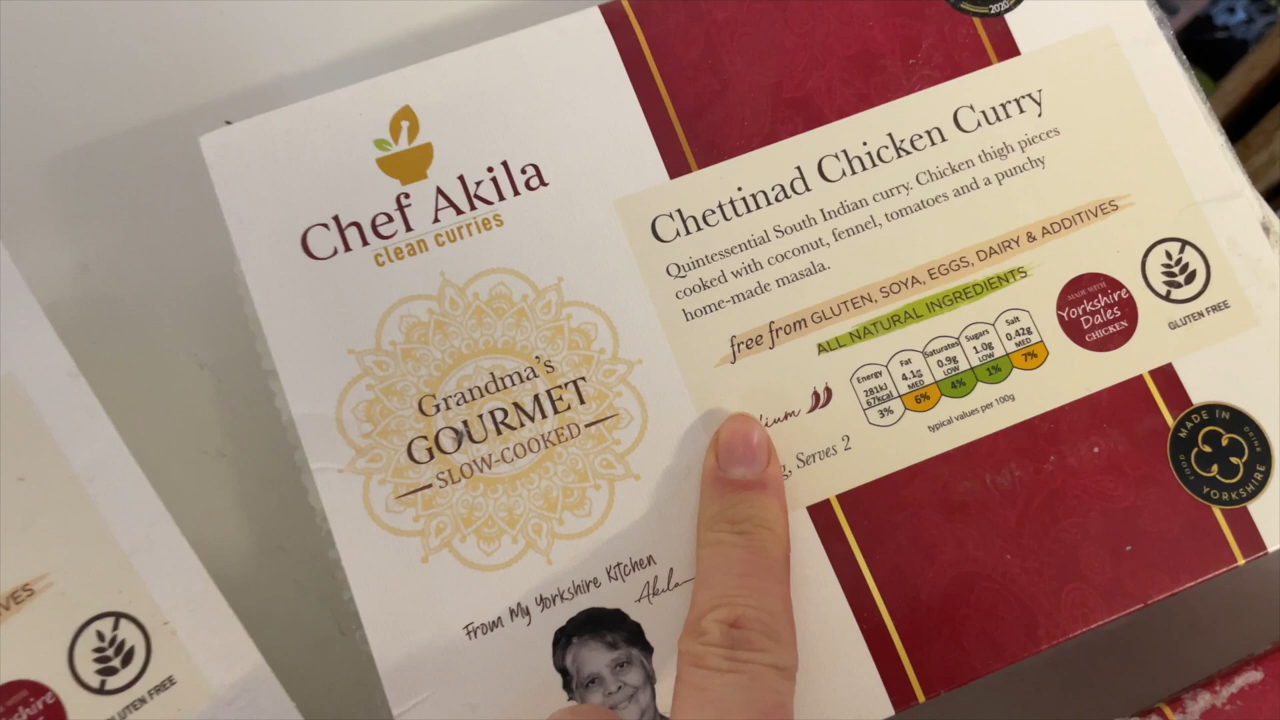 Chef Akila
clean curries
Grandma's
GOURMET
SLOW-COOKED
From My Yorkshire Kitchen
Akila
2020
Chettinad Chicken Curry
Quintessential South Indian curry. Chicken thigh pieces
cooked with coconut, fennel, tomatoes and a punchy
home-made masala.
free from GLUTEN, SOYA, EGGS, DAIRY & ADDITIVES
ALL NATURAL INGREDIENTS
Energy 281kJ 67kcal 3%
Fat 4.1g MED 6%
Saturates 0.9g LOW 4%
Sugars 1.0g LOW 1%
Salt 0.42g MED 7%
typical values per 100g
Serves 2
MADE WITH
Yorkshire
Dales
CHICKEN
GLUTEN FREE
MADE IN
FOOD DRINK
YORKSHIRE
GLUTEN FREE
Yorkshire